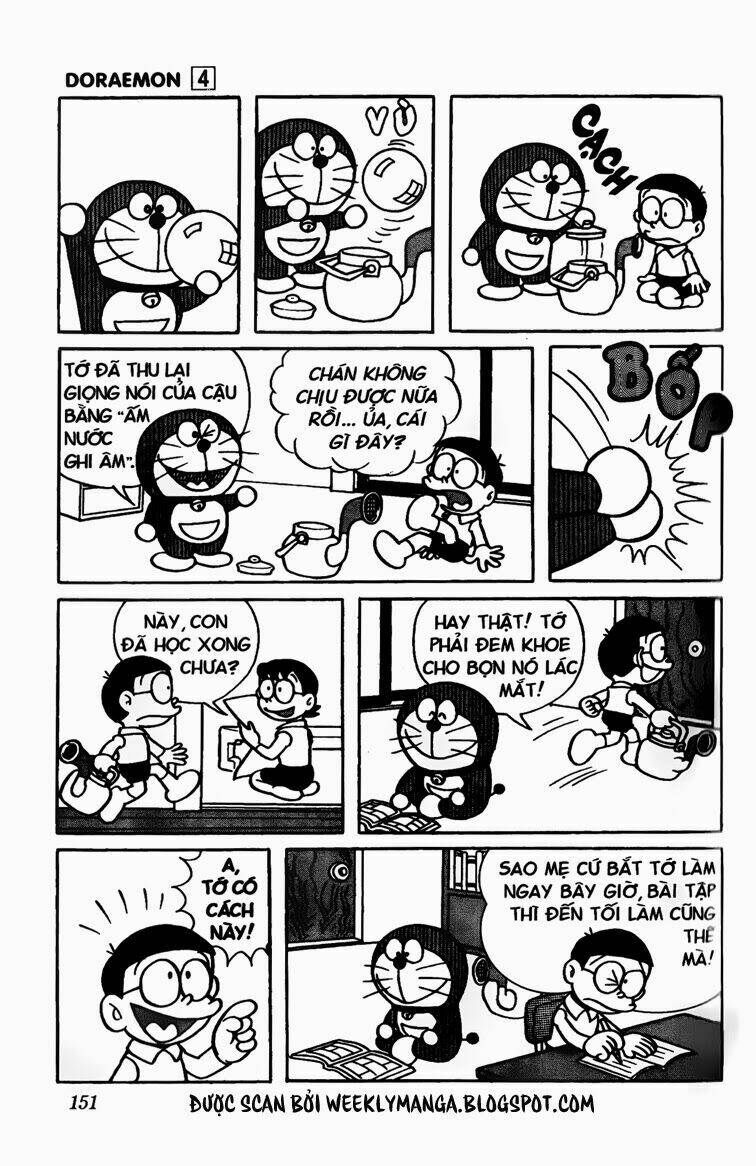 DORAEMON 4
VÙ
CẠCH
TỚ ĐÃ THU LẠI
GIỌNG NÓI CỦA CẬU
BẰNG "ẤM
NƯỚC
GHI ÂM".
CHÁN KHÔNG
CHỊU ĐƯỢC NỮA
RỒI... ỦA, CÁI
GÌ ĐÂY?
BỐP
NÀY, CON
ĐÃ HỌC XONG
CHƯA?
HAY THẬT! TỚ
PHẢI ĐEM KHOE
CHO BỌN NÓ LÁC
MẮT!
A,
TỚ CÓ
CÁCH
NÀY!
SAO MẸ CỨ BẮT TỚ LÀM
NGAY BÂY GIỜ, BÀI TẬP
THÌ ĐẾN TỐI LÀM CŨNG
THẾ
MÀ!
151
ĐƯỢC SCAN BỞI WEEKLYMANGA.BLOGSPOT.COM